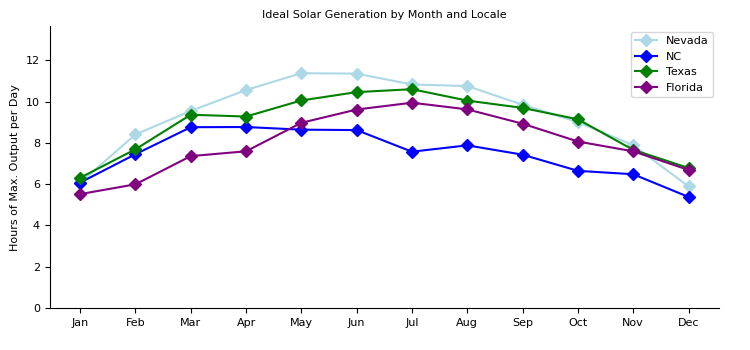 Ideal Solar Generation by Month and Locale
Hours of Max. Output per Day
12
10
8
6
4
2
0
Jan Feb Mar Apr May Jun Jul Aug Sep Oct Nov Dec
Nevada
NC
Texas
Florida